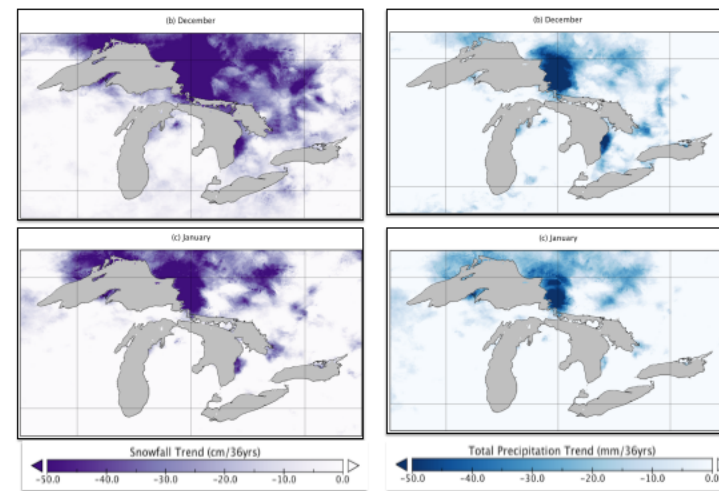 (b) December
(b) December
(c) January
(c) January
Snowfall Trend (cm/36yrs)
-50.0 -40.0 -30.0 -20.0 -10.0 0.0
Total Precipitation Trend (mm/36yrs)
-50.0 -40.0 -30.0 -20.0 -10.0 0.0